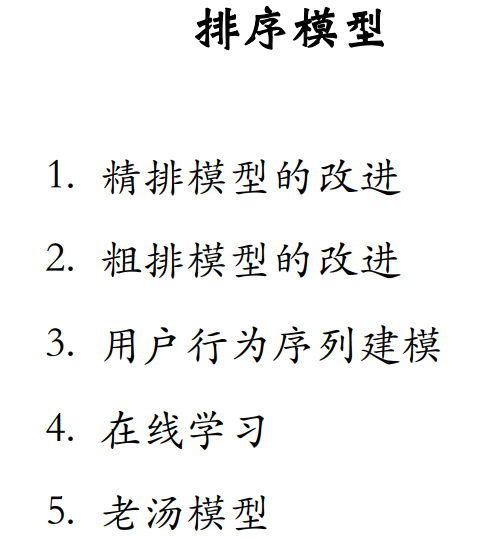 排序模型
1. 精排模型的改进
2. 粗排模型的改进
3. 用户行为序列建模
4. 在线学习
5. 老汤模型